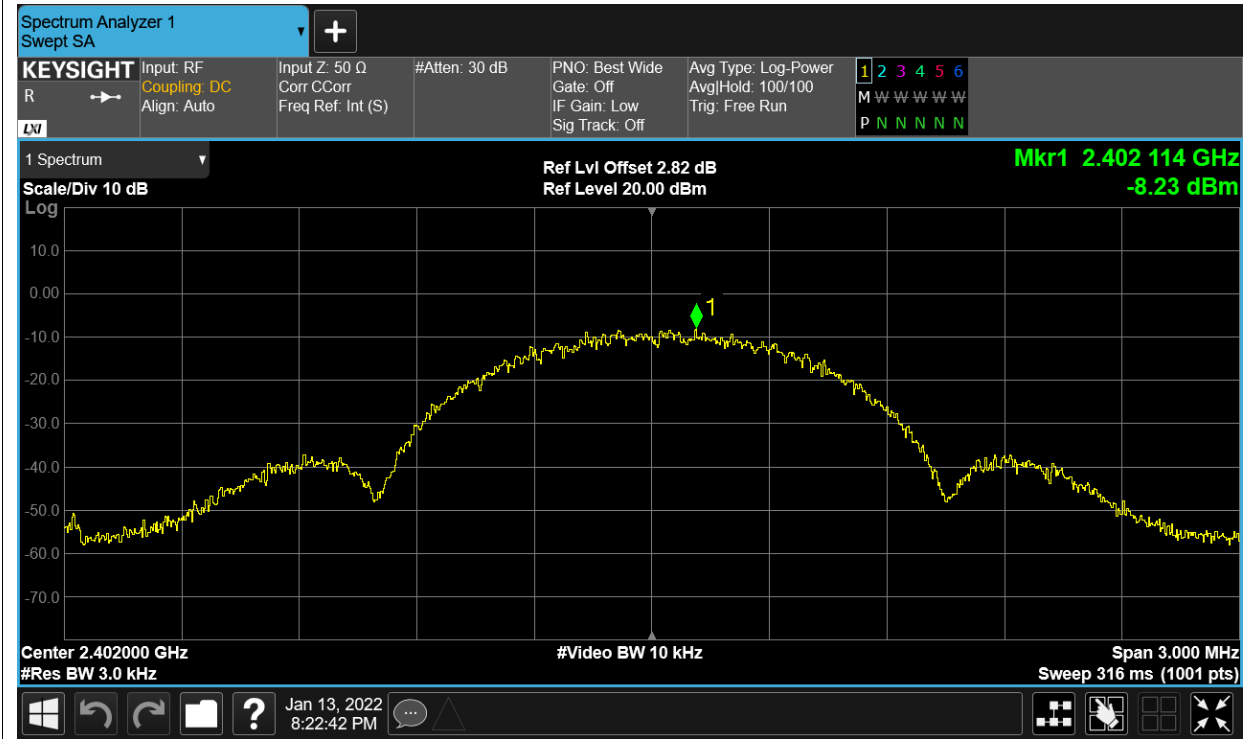 Spectrum Analyzer 1
Swept SA
KEYSIGHT
R
LXI
Input: RF
Coupling: DC
Align: Auto
Input Z: 50 Ω
Corr CCorr
Freq Ref: Int (S)
#Atten: 30 dB
PNO: Best Wide
Gate: Off
IF Gain: Low
Sig Track: Off
Avg Type: Log-Power
Avg|Hold: 100/100
Trig: Free Run
1 2 3 4 5 6
M W W W W W
P N N N N N
1 Spectrum
Scale/Div 10 dB
Ref Lvl Offset 2.82 dB
Ref Level 20.00 dBm
Mkr1 2.402 114 GHz
-8.23 dBm
Log
10.0
0.00
-10.0
-20.0
-30.0
-40.0
-50.0
-60.0
-70.0
1
Center 2.402000 GHz
#Video BW 10 kHz
Span 3.000 MHz
#Res BW 3.0 kHz
Sweep 316 ms (1001 pts)
?
Jan 13, 2022
8:22:42 PM